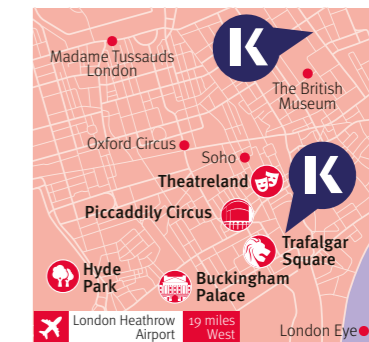 K
Madame Tussauds
London
The British
Museum
Oxford Circus
Soho
Theatreland
K
Piccadilly Circus
Trafalgar
Square
Hyde
Park
Buckingham
Palace
London Heathrow
Airport
19 miles
West
London Eye